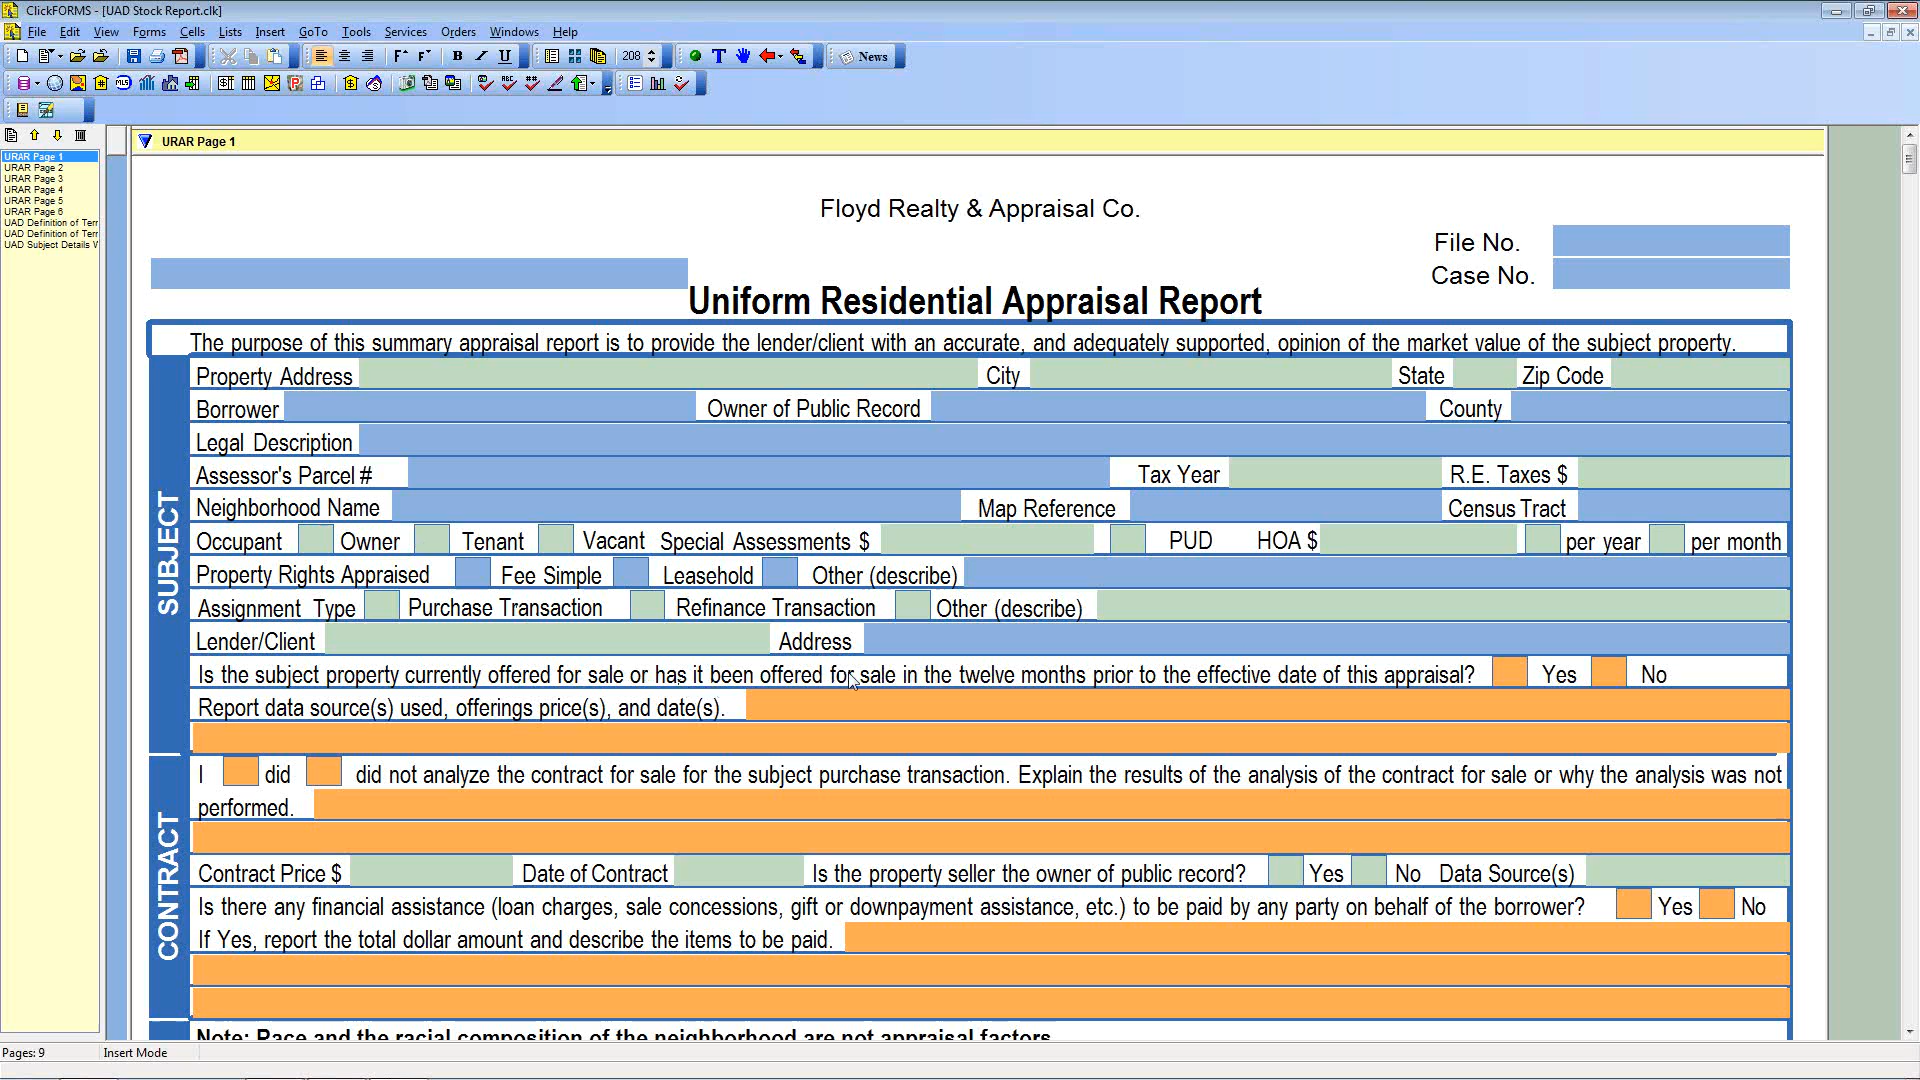 ClickFORMS - [UAD Stock Report.clk]
File Edit View Forms Cells Lists Insert GoTo Tools Services Orders Windows Help
B I U 208 T News
URAR Page 1
URAR Page 2
URAR Page 3
URAR Page 4
URAR Page 5
URAR Page 6
UAD Definition of Terr
UAD Definition of Terr
UAD Subject Details V
URAR Page 1
Floyd Realty & Appraisal Co.
File No.
Case No.
Uniform Residential Appraisal Report
The purpose of this summary appraisal report is to provide the lender/client with an accurate, and adequately supported, opinion of the market value of the subject property.
SUBJECT
Property Address City State Zip Code
Borrower Owner of Public Record County
Legal Description
Assessor's Parcel # Tax Year R.E. Taxes $
Neighborhood Name Map Reference Census Tract
Occupant Owner Tenant Vacant Special Assessments $ PUD HOA $ per year per month
Property Rights Appraised Fee Simple Leasehold Other (describe)
Assignment Type Purchase Transaction Refinance Transaction Other (describe)
Lender/Client Address
Is the subject property currently offered for sale or has it been offered for sale in the twelve months prior to the effective date of this appraisal? Yes No
Report data source(s) used, offerings price(s), and date(s).
CONTRACT
I did did not analyze the contract for sale for the subject purchase transaction. Explain the results of the analysis of the contract for sale or why the analysis was not
performed.
Contract Price $ Date of Contract Is the property seller the owner of public record? Yes No Data Source(s)
Is there any financial assistance (loan charges, sale concessions, gift or downpayment assistance, etc.) to be paid by any party on behalf of the borrower? Yes No
If Yes, report the total dollar amount and describe the items to be paid.
Note: Race and the racial composition of the neighborhood are not appraisal factors.
Pages: 9 Insert Mode